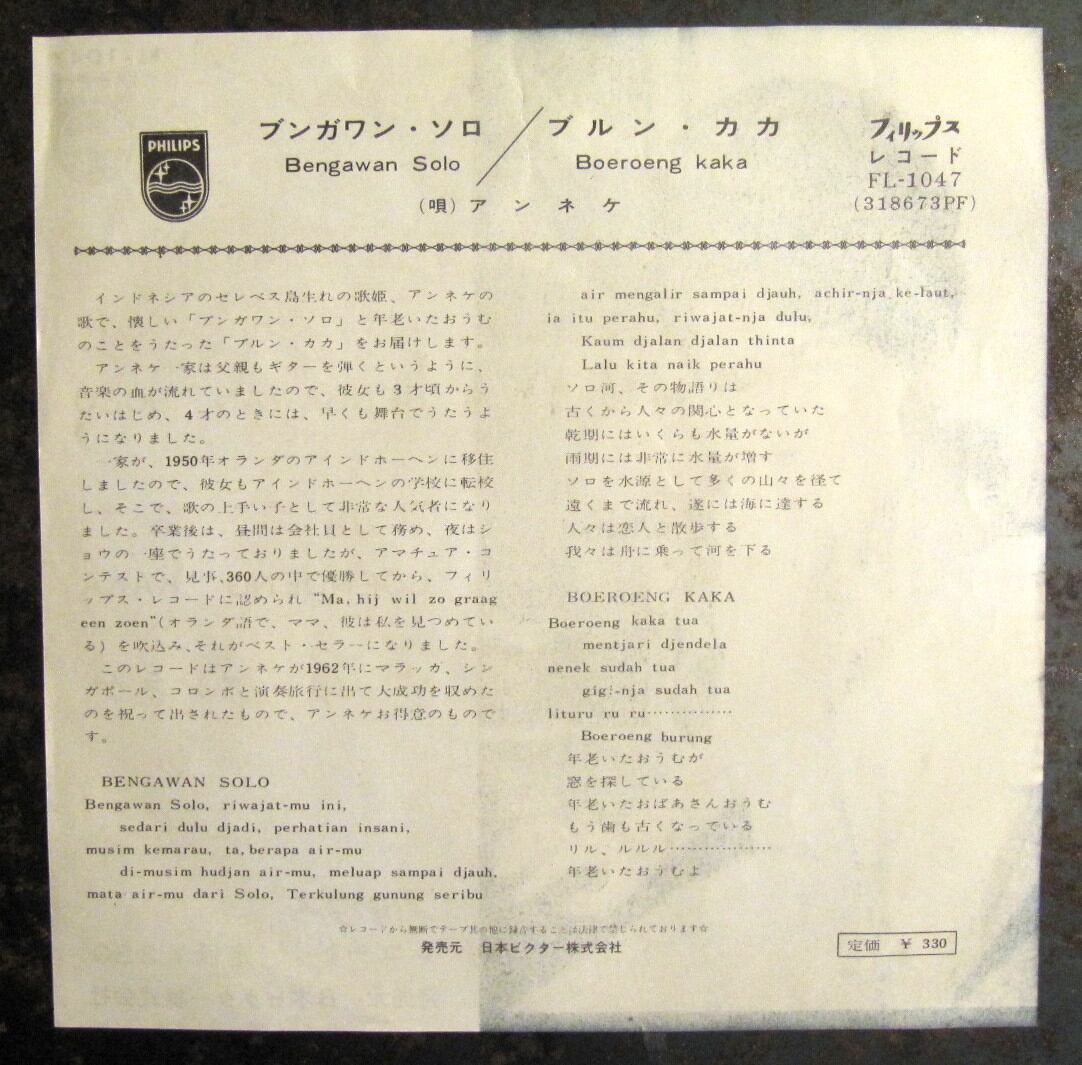 PHILIPS
ブンガワン・ソロ / ブルン・カカ
Bengawan Solo Boeroeng kaka
(唄) アンネケ
フィリップス
レコード
FL-1047
(318673PF)
インドネシアのセレベス島生れの歌姫、アンネケの
歌で、懐しい「ブンガワン・ソロ」と年老いたおうむ
のことをうたった「ブルン・カカ」をお届けします。
アンネケ一家は父親もギターを弾くというように、
音楽の血が流れていましたので、彼女も3才頃からう
たいはじめ、4才のときには、早くも舞台でうたうよ
うになりました。
一家が、1950年オランダのアインドホーヘンに移住
しましたので、彼女もアインドホーヘンの学校に転校
し、そこで、歌の上手い子として非常な人気者になり
ました。卒業後は、昼間は会社員として務め、夜はシ
ョウの一座でうたっておりましたが、アマチュア・コ
ンテストで、見事、360人の中で優勝してから、フィリ
ップス・レコードに認められ "Ma, hij wil zo graag
een zoen"(オランダ語で、ママ、彼は私を見つめてい
る) を吹込み、それがベスト・セラーになりました。
このレコードはアンネケが1962年にマラッカ、シン
ガポール、コロンボと演奏旅行に出て大成功を収めた
のを祝って出されたもので、アンネケお得意のもので
す。
BENGAWAN SOLO
Bengawan Solo, riwajat-mu ini,
sedari dulu djadi, perhatian insani,
musim kemarau, ta, berapa air-mu
di-musim hudjan air-mu, meluap sampai djauh,
mata air-mu dari Solo, Terkulung gunung seribu
air mengalir sampai djauh, achir-nja ke-laut,
ia itu perahu, riwajat-nja dulu,
Kaum djalan djalan thinta
Lalu kita naik perahu
ソロ河、その物語りは
古くから人々の関心となっていた
乾期にはいくらも水量がないが
雨期には非常に水量が増す
ソロを水源として多くの山々を径て
遠くまで流れ、遂には海に達する
人々は恋人と散歩する
我々は舟に乗って河を下る
BOEROENG KAKA
Boeroeng kaka tua
mentjari djendela
nenek sudah tua
gigi-nja sudah tua
lituru ru ru……………
Boeroeng burung
年老いたおうむが
窓を探している
年老いたおばあさんおうむ
もう歯も古くなっている
リル、ルルル………………
年老いたおうむよ
☆レコードから無断でテープ其の他に録音することは法律で禁じられております☆
発売元 日本ビクター株式会社
定価 ¥ 330